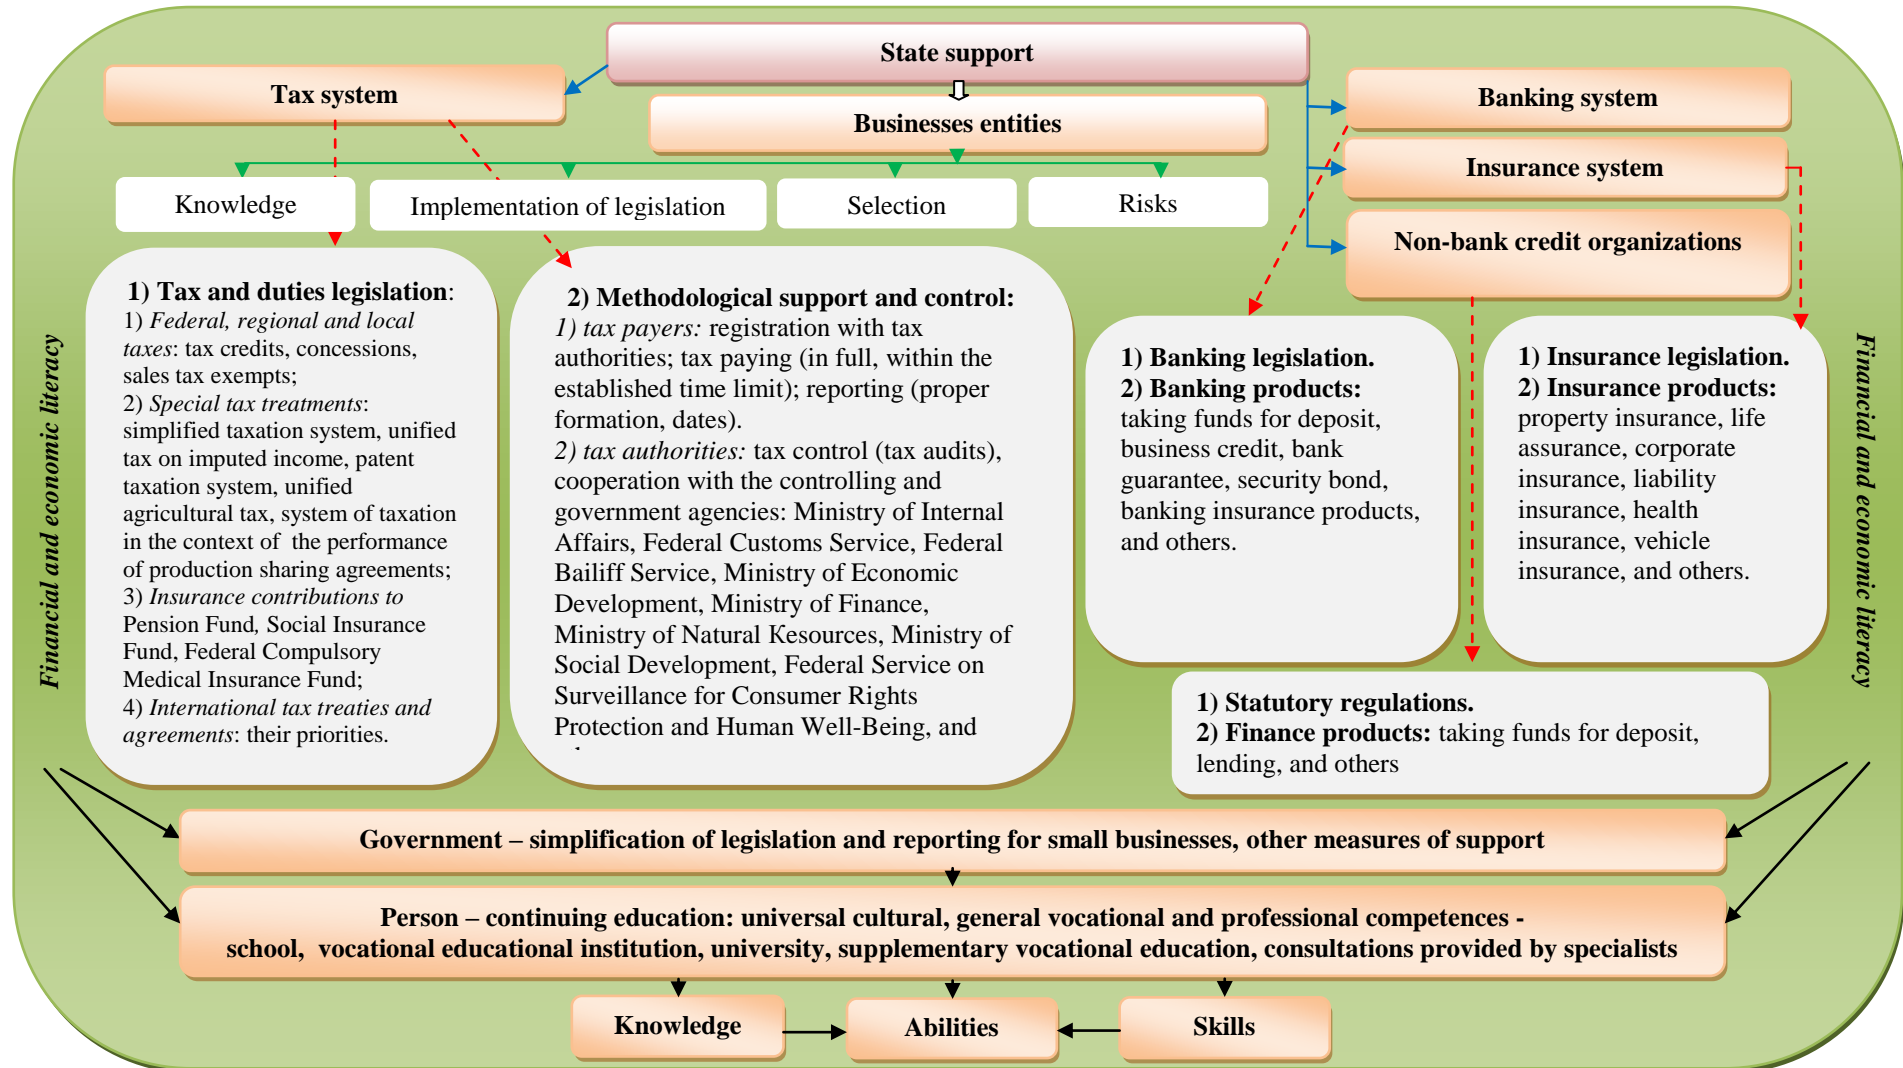 State support
Tax system
Businesses entities
Banking system
Insurance system
Non-bank credit organizations
Knowledge
Implementation of legislation
Selection
Risks
1) Tax and duties legislation:
1) Federal, regional and local
taxes: tax credits, concessions,
sales tax exempts;
2) Special tax treatments:
simplified taxation system, unified
tax on imputed income, patent
taxation system, unified
agricultural tax, system of taxation
in the context of the performance
of production sharing agreements;
3) Insurance contributions to
Pension Fund, Social Insurance
Fund, Federal Compulsory
Medical Insurance Fund;
4) International tax treaties and
agreements: their priorities.
2) Methodological support and control:
1) tax payers: registration with tax
authorities; tax paying (in full, within the
established time limit); reporting (proper
formation, dates).
2) tax authorities: tax control (tax audits),
cooperation with the controlling and
government agencies: Ministry of Internal
Affairs, Federal Customs Service, Federal
Bailiff Service, Ministry of Economic
Development, Ministry of Finance,
Ministry of Natural Kesources, Ministry of
Social Development, Federal Service on
Surveillance for Consumer Rights
Protection and Human Well-Being, and
1) Banking legislation.
2) Banking products:
taking funds for deposit,
business credit, bank
guarantee, security bond,
banking insurance products,
and others.
1) Insurance legislation.
2) Insurance products:
property insurance, life
assurance, corporate
insurance, liability
insurance, health
insurance, vehicle
insurance, and others.
1) Statutory regulations.
2) Finance products: taking funds for deposit,
lending, and others
Financial and economic literacy
Financial and economic literacy
Government – simplification of legislation and reporting for small businesses, other measures of support
Person – continuing education: universal cultural, general vocational and professional competences -
school, vocational educational institution, university, supplementary vocational education, consultations provided by specialists
Knowledge
Abilities
Skills